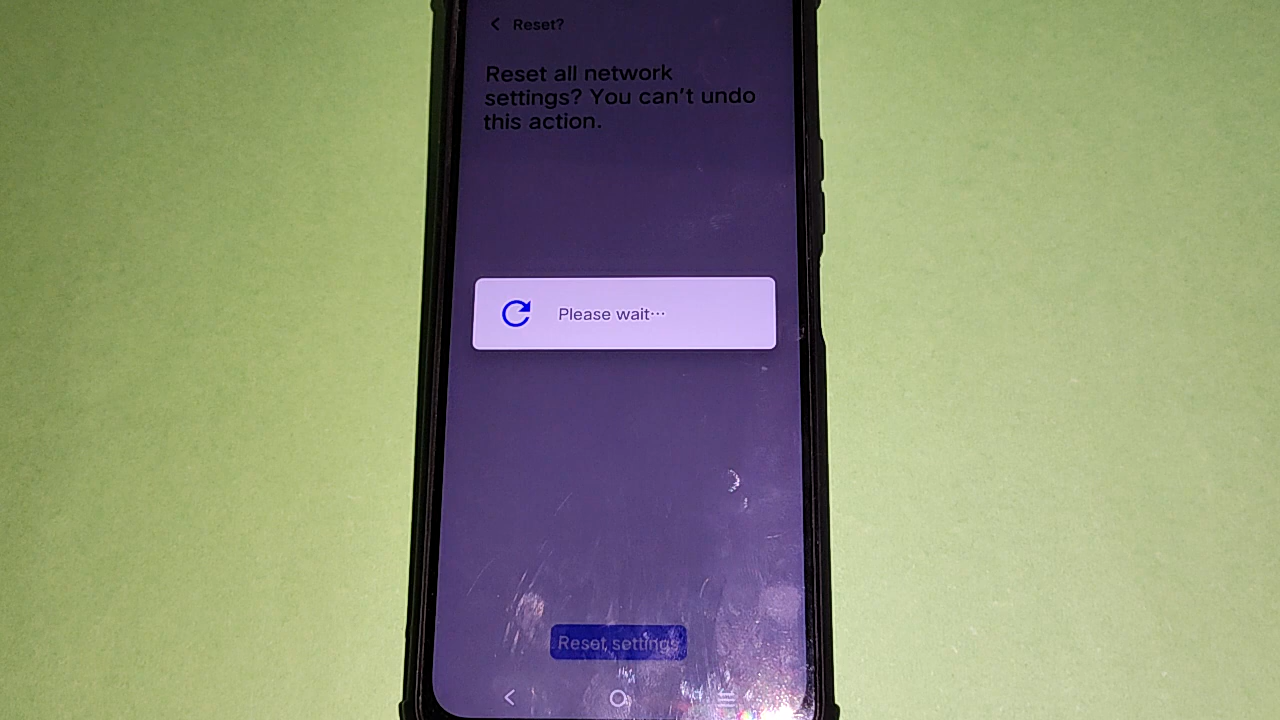 Reset?
Reset all network
settings? You can't undo
this action.
Please wait…
Reset settings